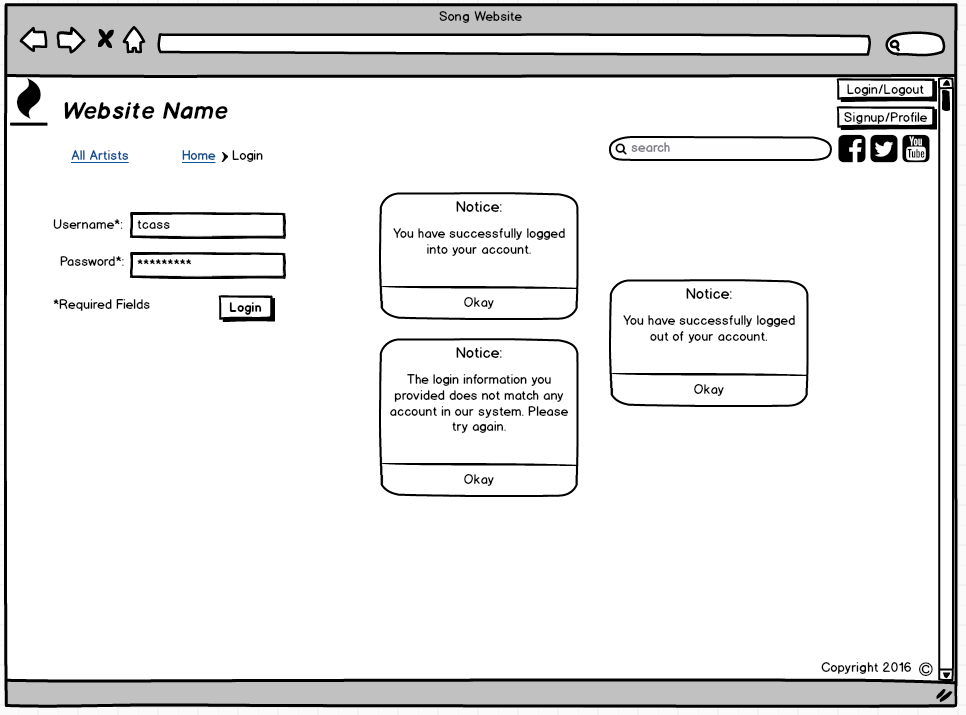 Song Website
Login/Logout
Website Name
Signup/Profile
All Artists
Home > Login
search
You
Tube
Username*: tcass
Password*: *********
*Required Fields
Login
Notice:
You have successfully logged
into your account.
Okay
Notice:
You have successfully logged
out of your account.
Okay
Notice:
The login information you
provided does not match any
account in our system. Please
try again.
Okay
Copyright 2016 ©